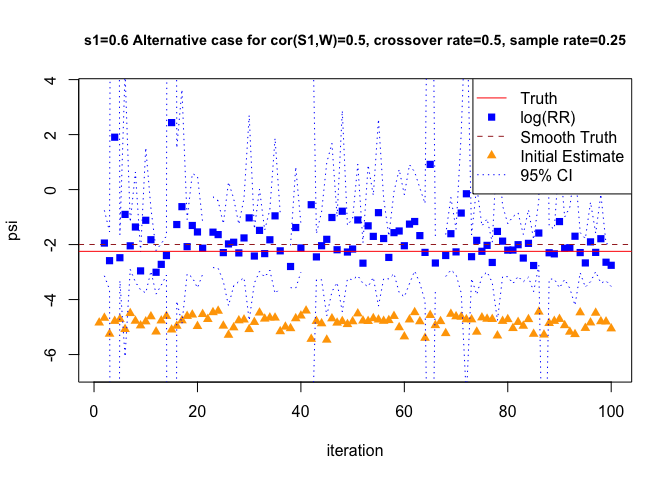 s1=0.6 Alternative case for cor(S1,W)=0.5, crossover rate=0.5, sample rate=0.25
psi
4
2
0
-2
-4
-6
Truth
log(RR)
Smooth Truth
Initial Estimate
95% CI
0
20
40
60
80
100
iteration